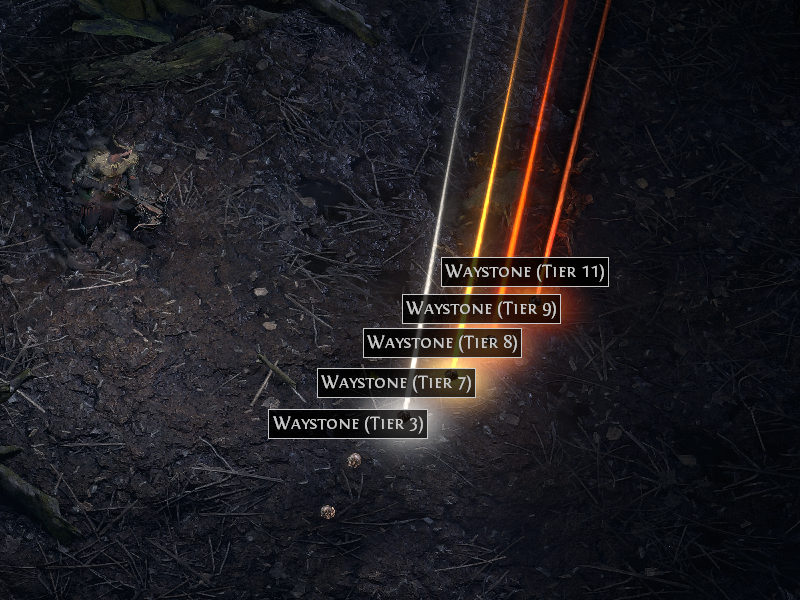 Waystone (Tier 11)
Waystone (Tier 9)
Waystone (Tier 8)
Waystone (Tier 7)
Waystone (Tier 3)